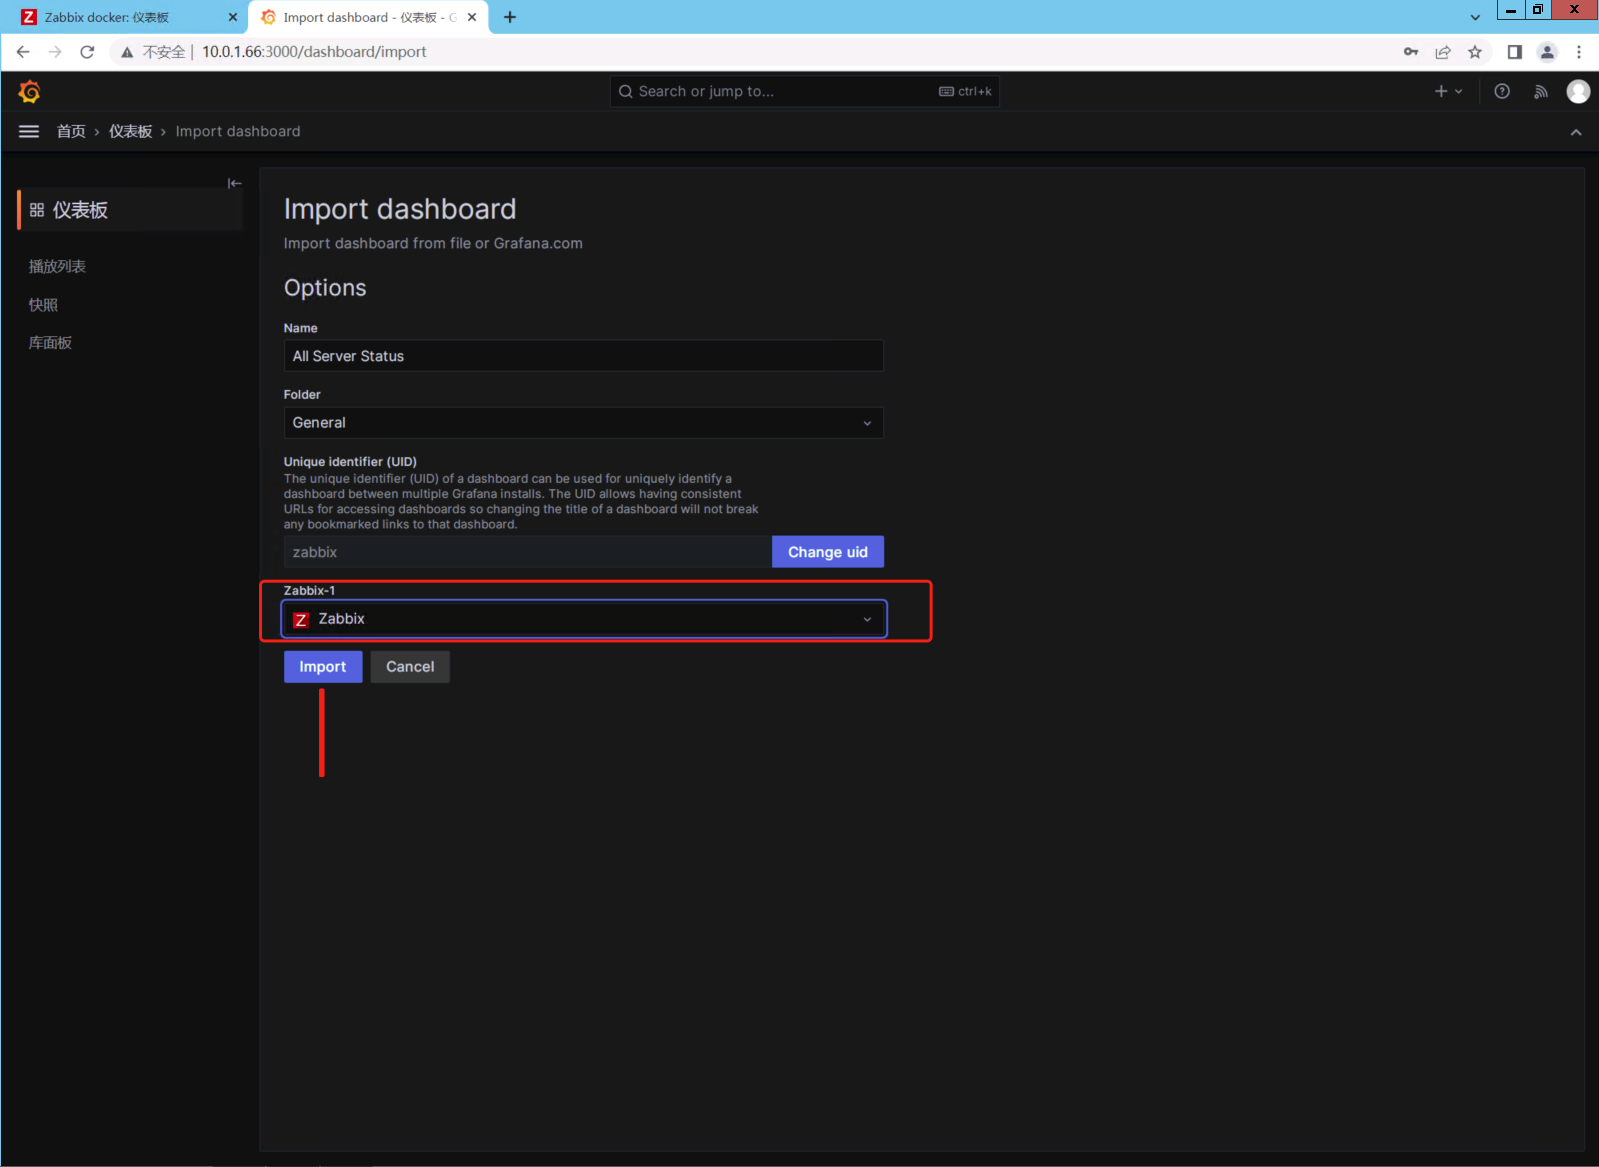 Zabbix docker: 仪表板
Import dashboard - 仪表板 - G
不安全 | 10.0.1.66:3000/dashboard/import
Search or jump to...
ctrl+k
首页 › 仪表板 › Import dashboard
仪表板
播放列表
快照
库面板
Import dashboard
Import dashboard from file or Grafana.com
Options
Name
All Server Status
Folder
General
Unique identifier (UID)
The unique identifier (UID) of a dashboard can be used for uniquely identify a
dashboard between multiple Grafana installs. The UID allows having consistent
URLs for accessing dashboards so changing the title of a dashboard will not break
any bookmarked links to that dashboard.
zabbix
Change uid
Zabbix-1
Z Zabbix
Import
Cancel